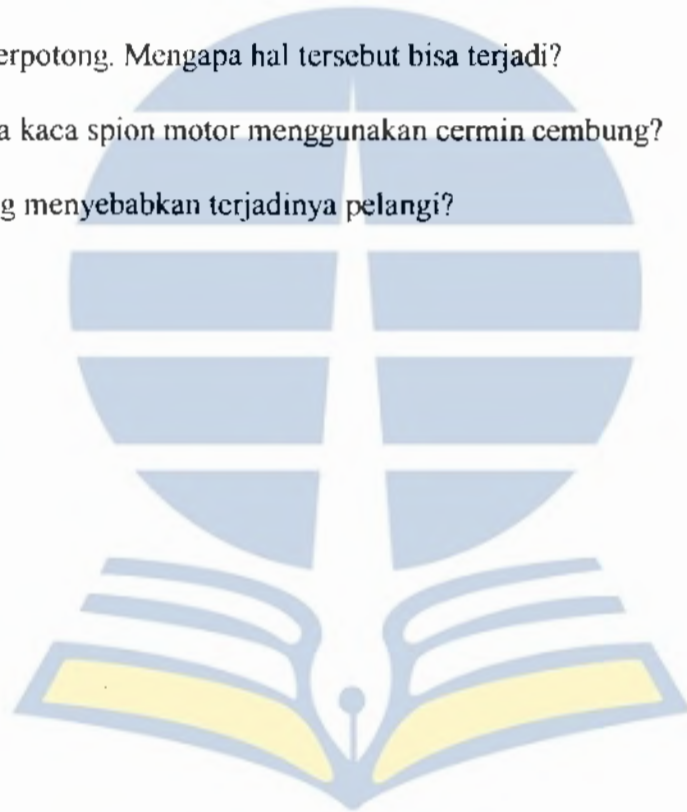 erpotong. Mengapa hal tersebut bisa terjadi?
a kaca spion motor menggunakan cermin cembung?
g menyebabkan terjadinya pelangi?